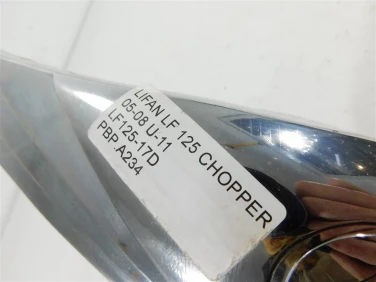 LIFAN LF 125 CHOPPER
05-08 U-11
LF125-17D
PBP.A234